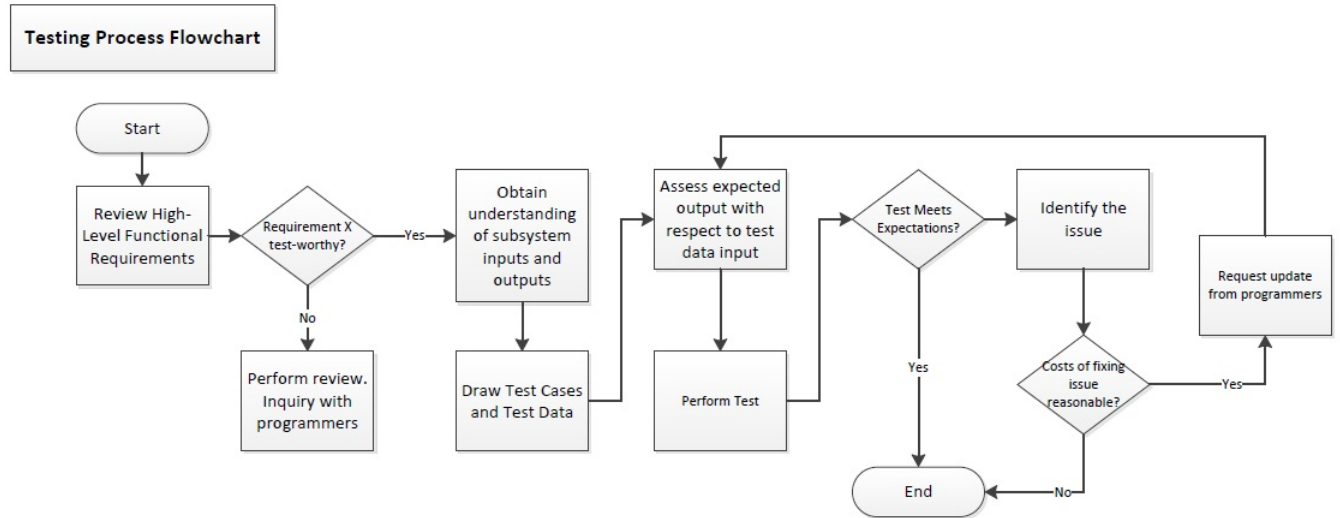 Testing Process Flowchart
Start
Review High-
Level Functional
Requirements
Requirement X
test-worthy?
Yes
No
Perform review.
Inquiry with
programmers
Obtain
understanding
of subsystem
inputs and
outputs
Draw Test Cases
and Test Data
Assess expected
output with
respect to test
data input
Perform Test
Test Meets
Expectations?
Yes
Identify the
issue
Costs of fixing
issue
reasonable?
Yes
No
Request update
from programmers
End